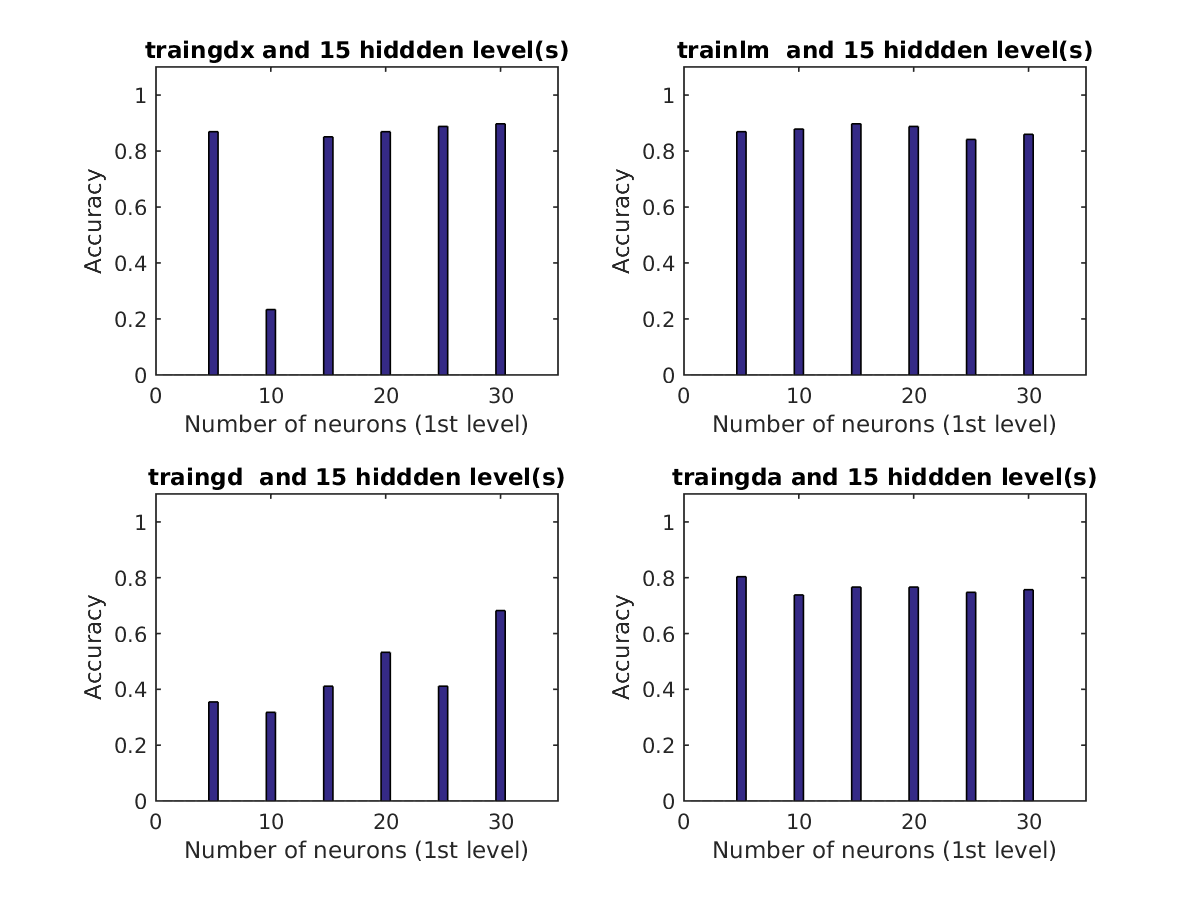 traingdx and 15 hiddden level(s)
1
0.8
0.6
0.4
0.2
0
Accuracy
0 10 20 30
Number of neurons (1st level)
trainlm  and 15 hiddden level(s)
1
0.8
0.6
0.4
0.2
0
Accuracy
0 10 20 30
Number of neurons (1st level)
traingd  and 15 hiddden level(s)
1
0.8
0.6
0.4
0.2
0
Accuracy
0 10 20 30
Number of neurons (1st level)
traingda and 15 hiddden level(s)
1
0.8
0.6
0.4
0.2
0
Accuracy
0 10 20 30
Number of neurons (1st level)